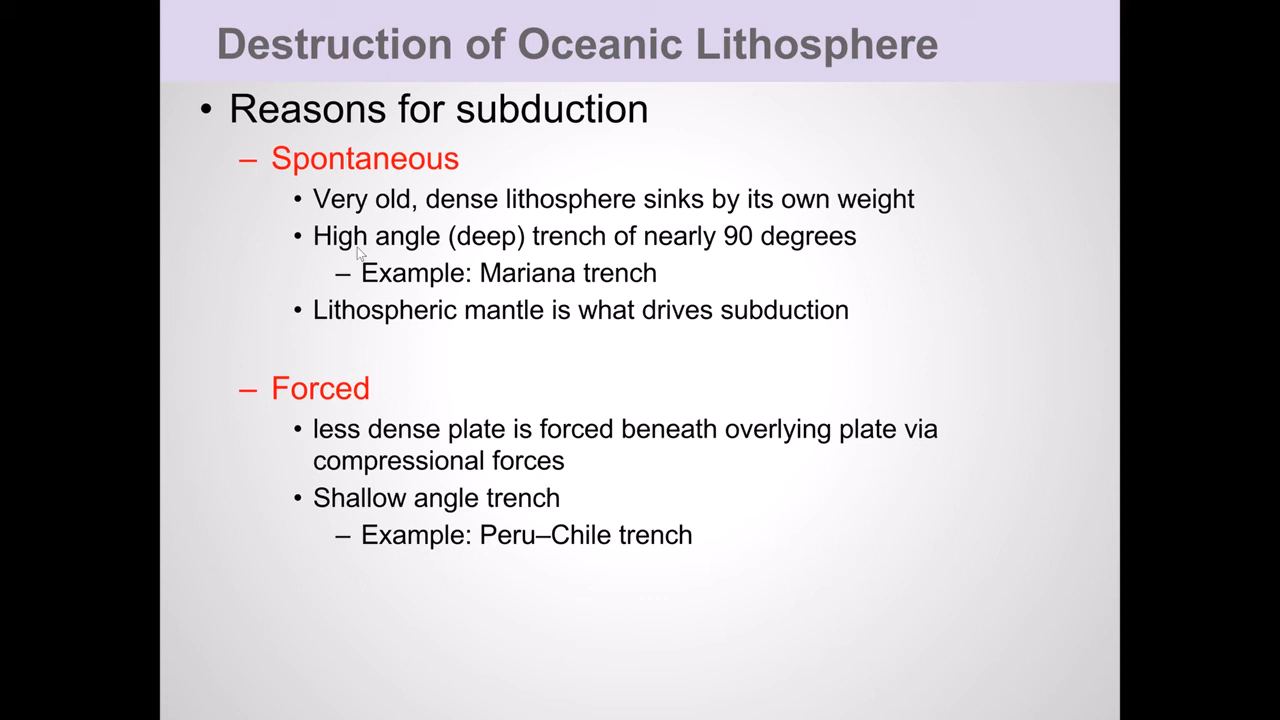 Destruction of Oceanic Lithosphere
• Reasons for subduction
– Spontaneous
• Very old, dense lithosphere sinks by its own weight
• High angle (deep) trench of nearly 90 degrees
– Example: Mariana trench
• Lithospheric mantle is what drives subduction
– Forced
• less dense plate is forced beneath overlying plate via
compressional forces
• Shallow angle trench
– Example: Peru–Chile trench